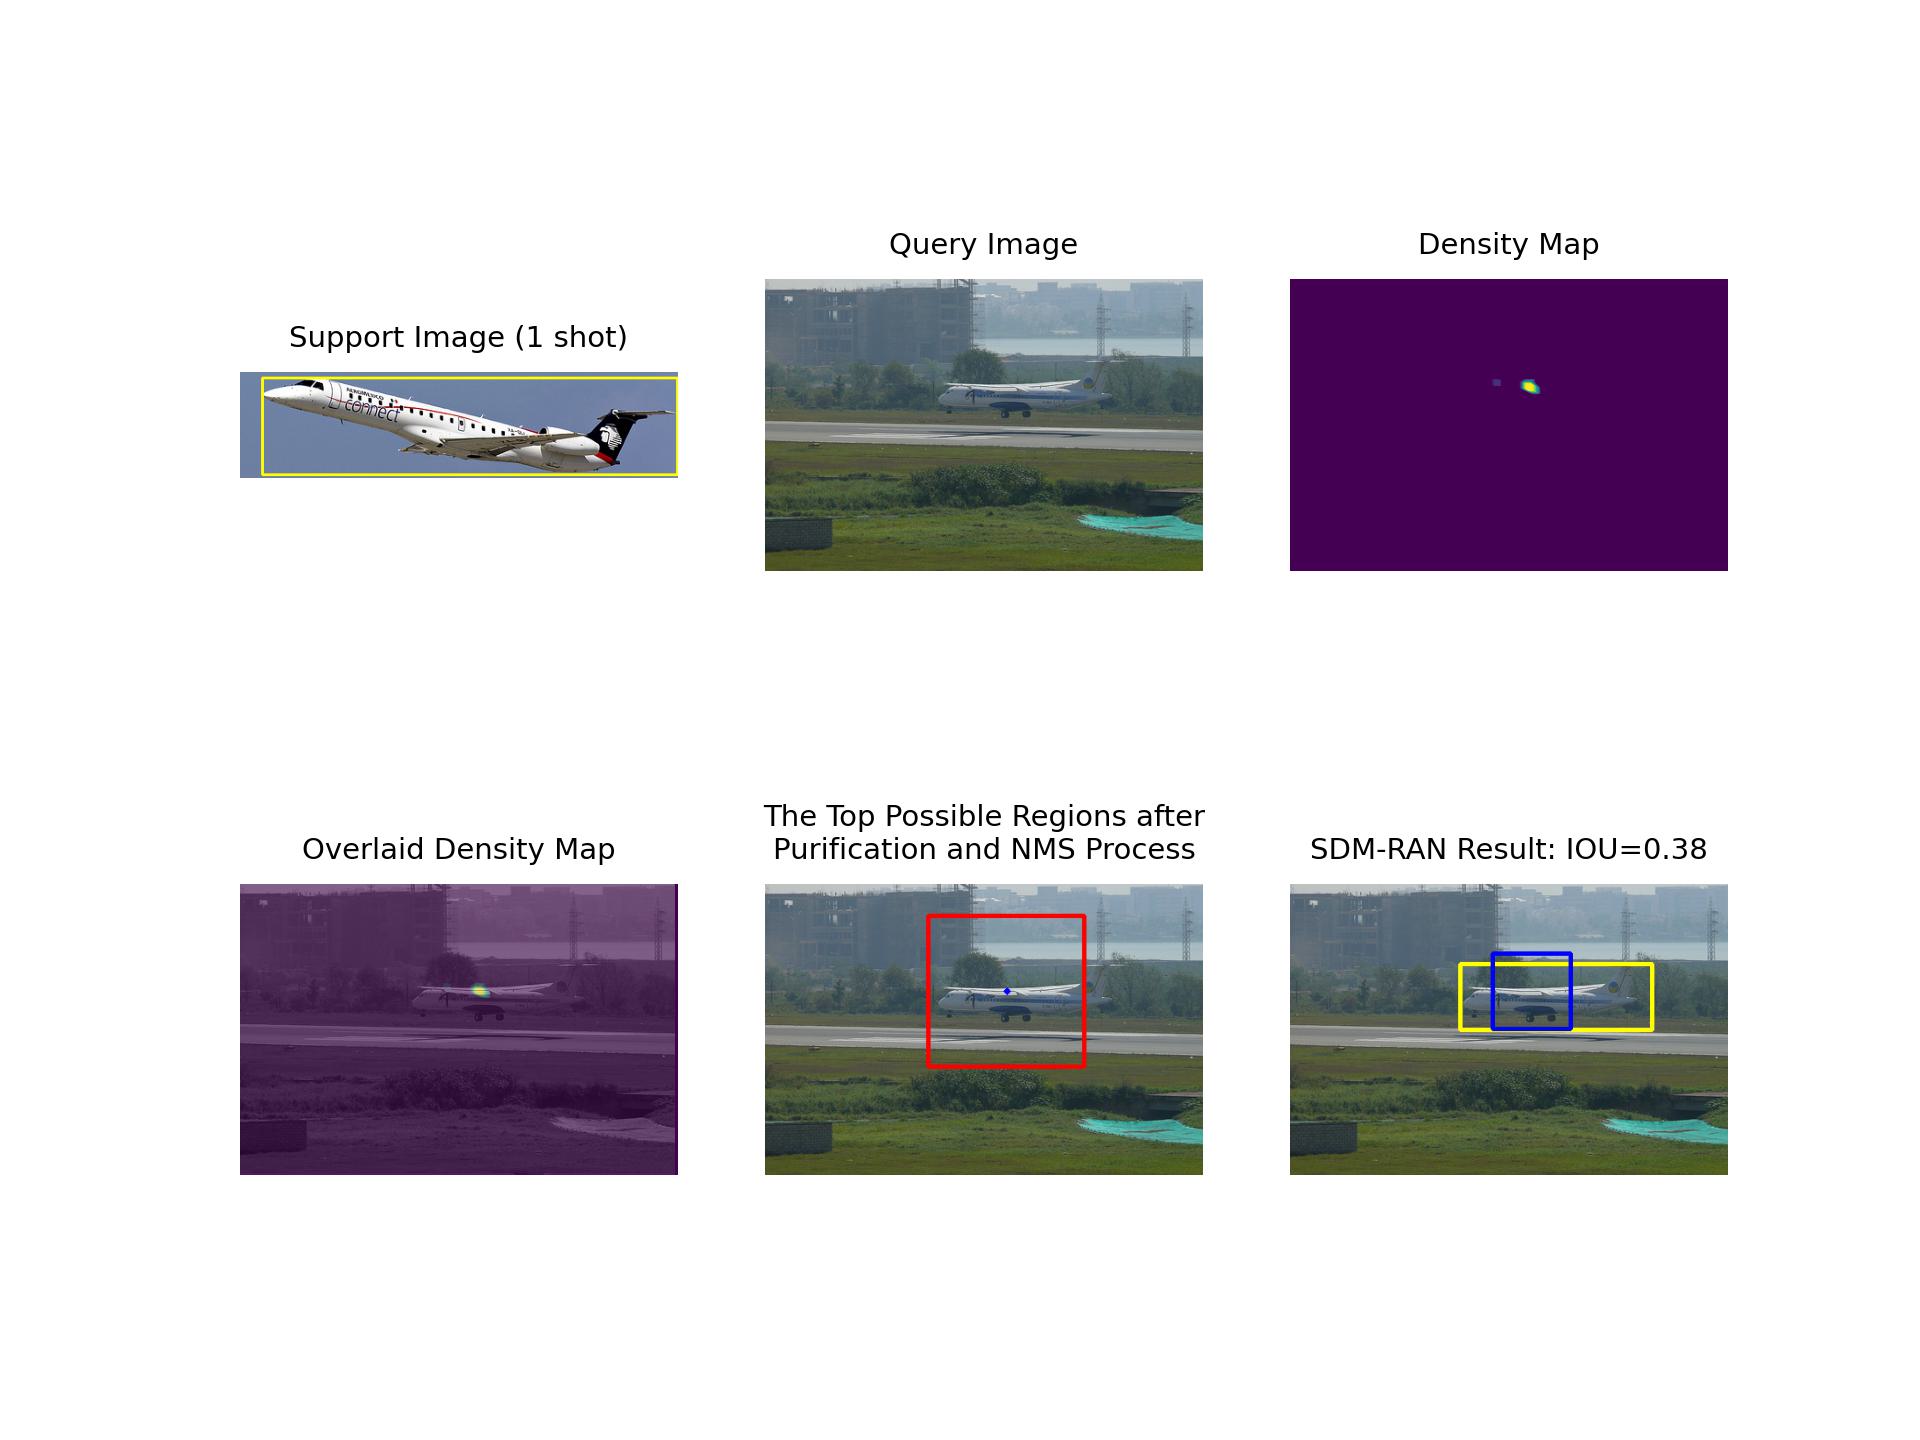 Query Image
Density Map
Support Image (1 shot)
AEROMEXICO
connect
Overlaid Density Map
The Top Possible Regions after
Purification and NMS Process
SDM-RAN Result: IOU=0.38